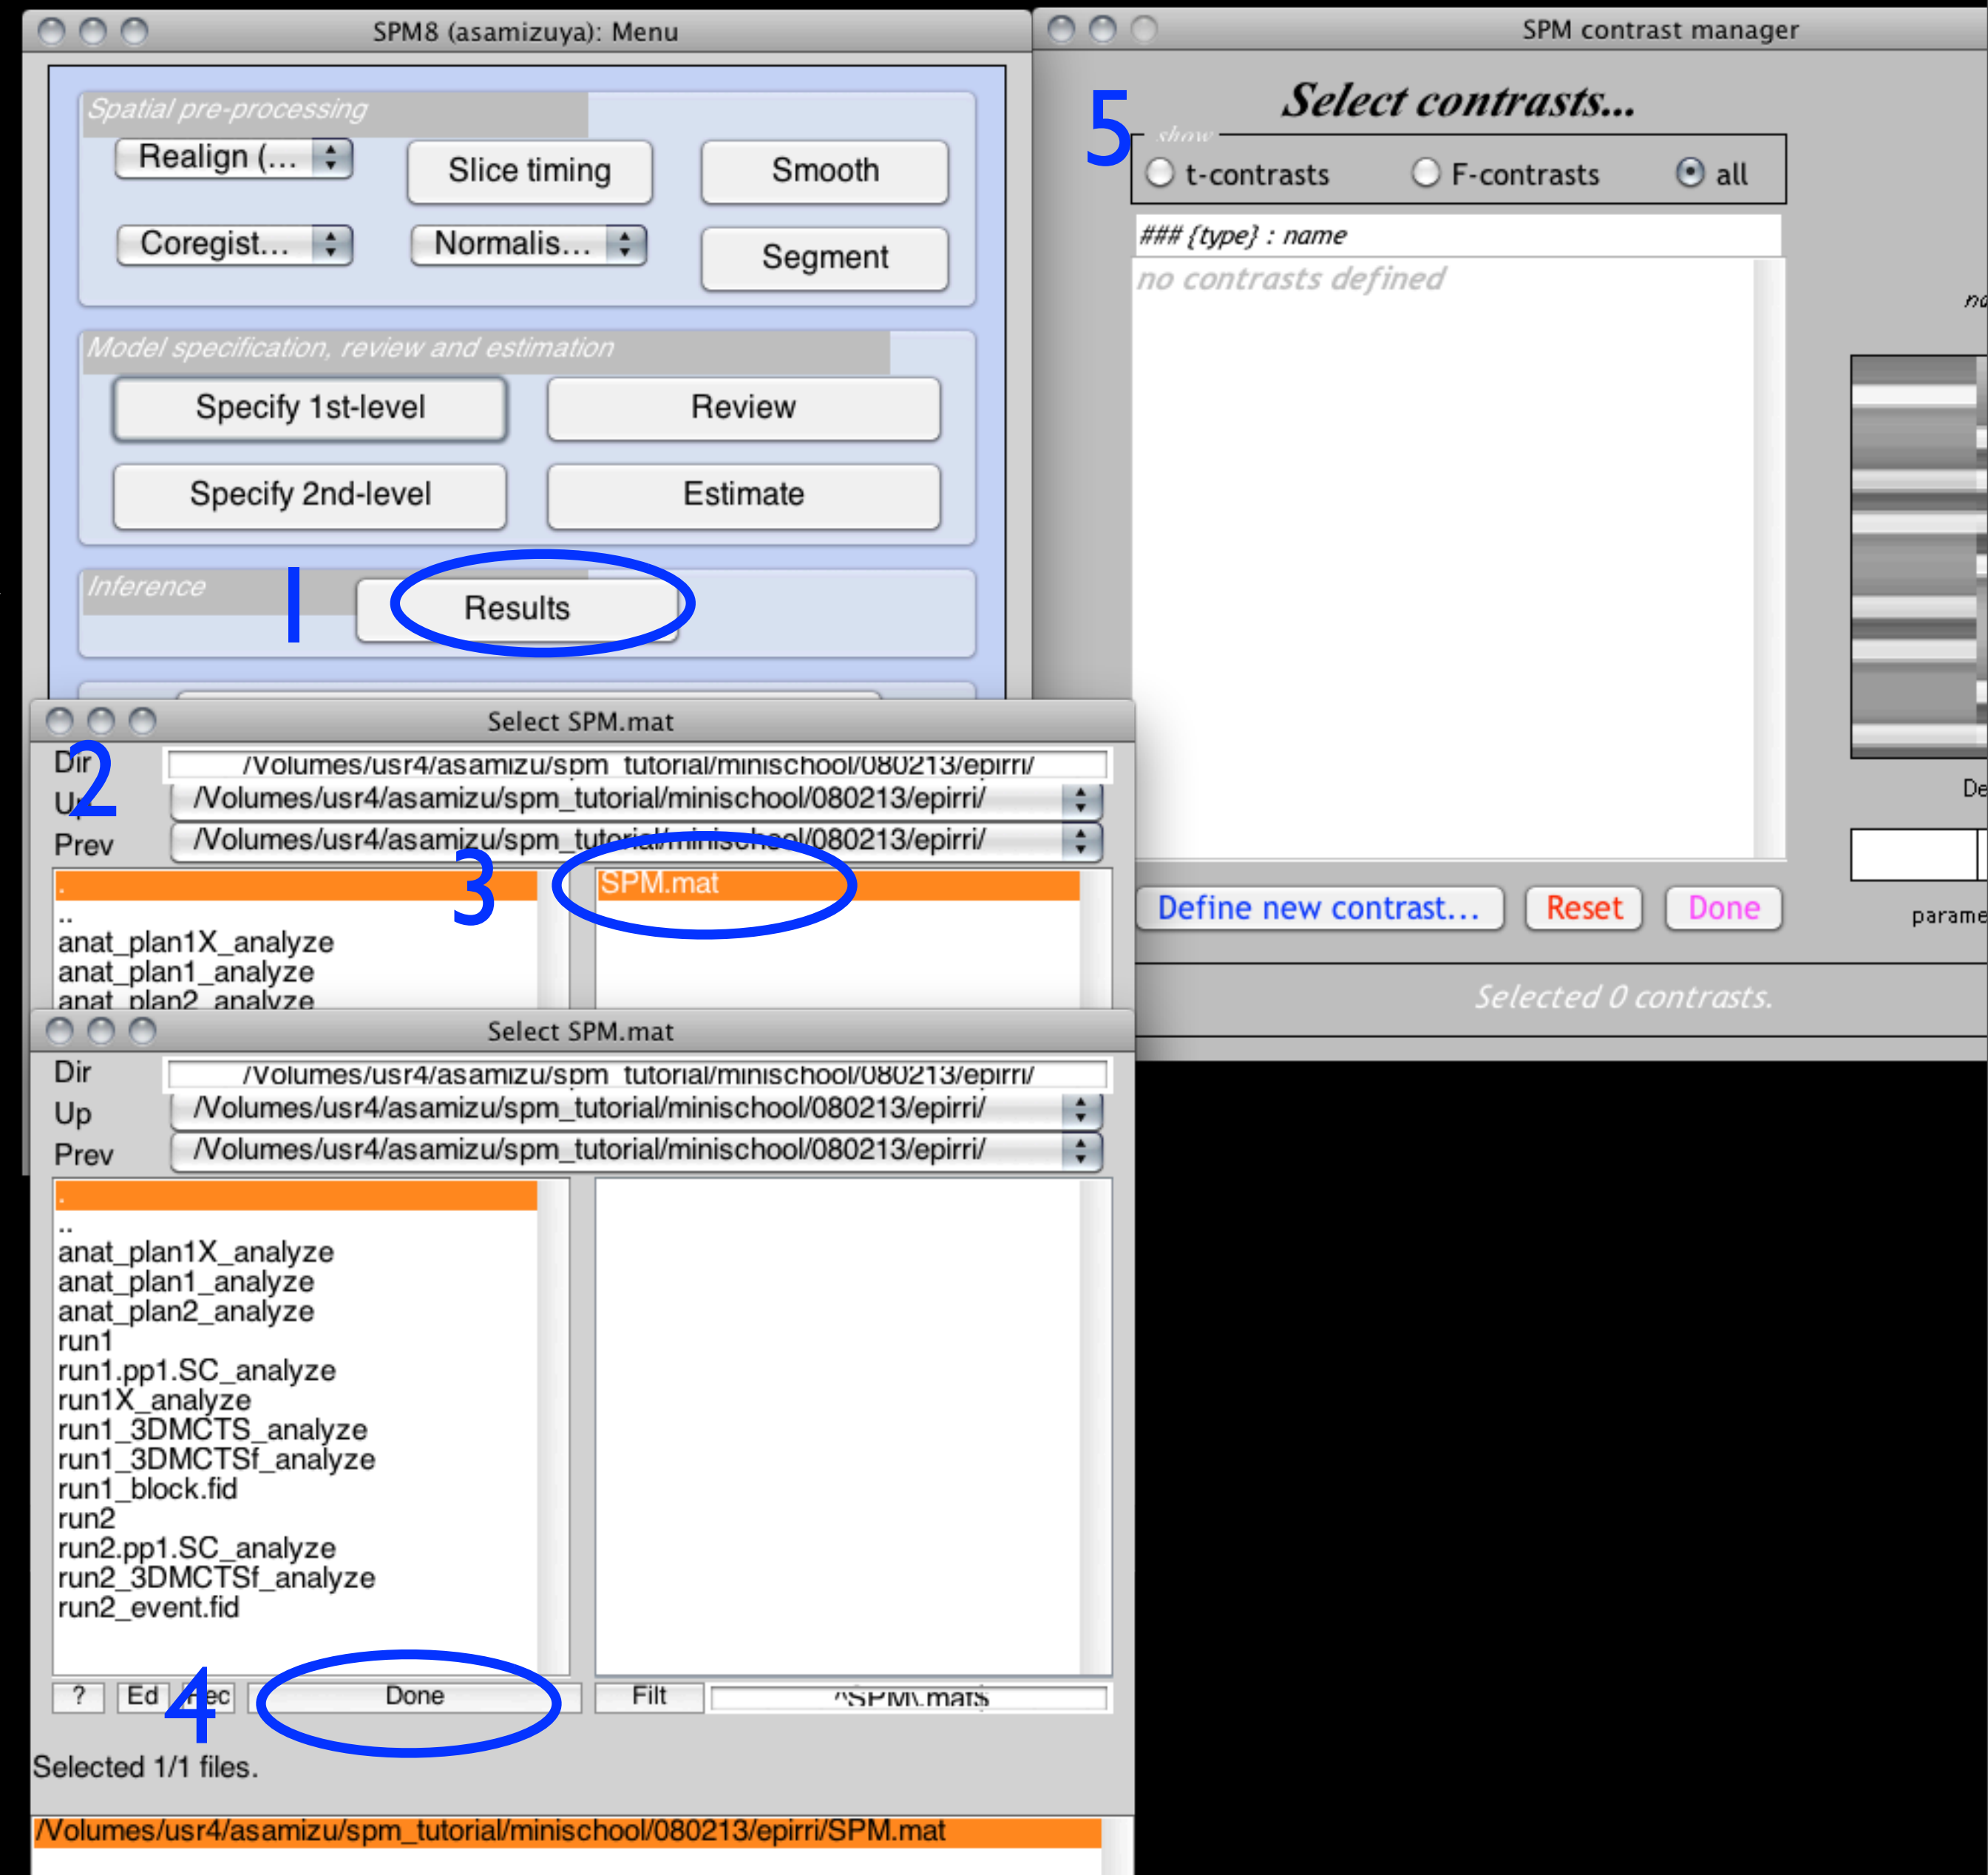 SPM8 (asamizuya): Menu
Spatial pre-processing
Realign (...
Slice timing
Smooth
Coregist...
Normalis...
Segment
Model specification, review and estimation
Specify 1st-level
Review
Specify 2nd-level
Estimate
Inference
1
Results
Select SPM.mat
2
Dir
/Volumes/usr4/asamizu/spm_tutorial/minischool/080213/epirri/
Up
/Volumes/usr4/asamizu/spm_tutorial/minischool/080213/epirri/
Prev
/Volumes/usr4/asamizu/spm_tutorial/minischool/080213/epirri/
3
.
SPM.mat
..
anat_plan1X_analyze
anat_plan1_analyze
anat_plan2_analyze
Select SPM.mat
Dir
/Volumes/usr4/asamizu/spm_tutorial/minischool/080213/epirri/
Up
/Volumes/usr4/asamizu/spm_tutorial/minischool/080213/epirri/
Prev
/Volumes/usr4/asamizu/spm_tutorial/minischool/080213/epirri/
.
..
anat_plan1X_analyze
anat_plan1_analyze
anat_plan2_analyze
run1
run1.pp1.SC_analyze
run1X_analyze
run1_3DMCTS_analyze
run1_3DMCTSf_analyze
run1_block.fid
run2
run2.pp1.SC_analyze
run2_3DMCTSf_analyze
run2_event.fid
4
?
Ed
Rec
Done
Filt
^SPM\.mat$
Selected 1/1 files.
/Volumes/usr4/asamizu/spm_tutorial/minischool/080213/epirri/SPM.mat
SPM contrast manager
5
Select contrasts...
show
t-contrasts
F-contrasts
all
### {type} : name
no contrasts defined
na
De
parame
Define new contrast...
Reset
Done
Selected 0 contrasts.